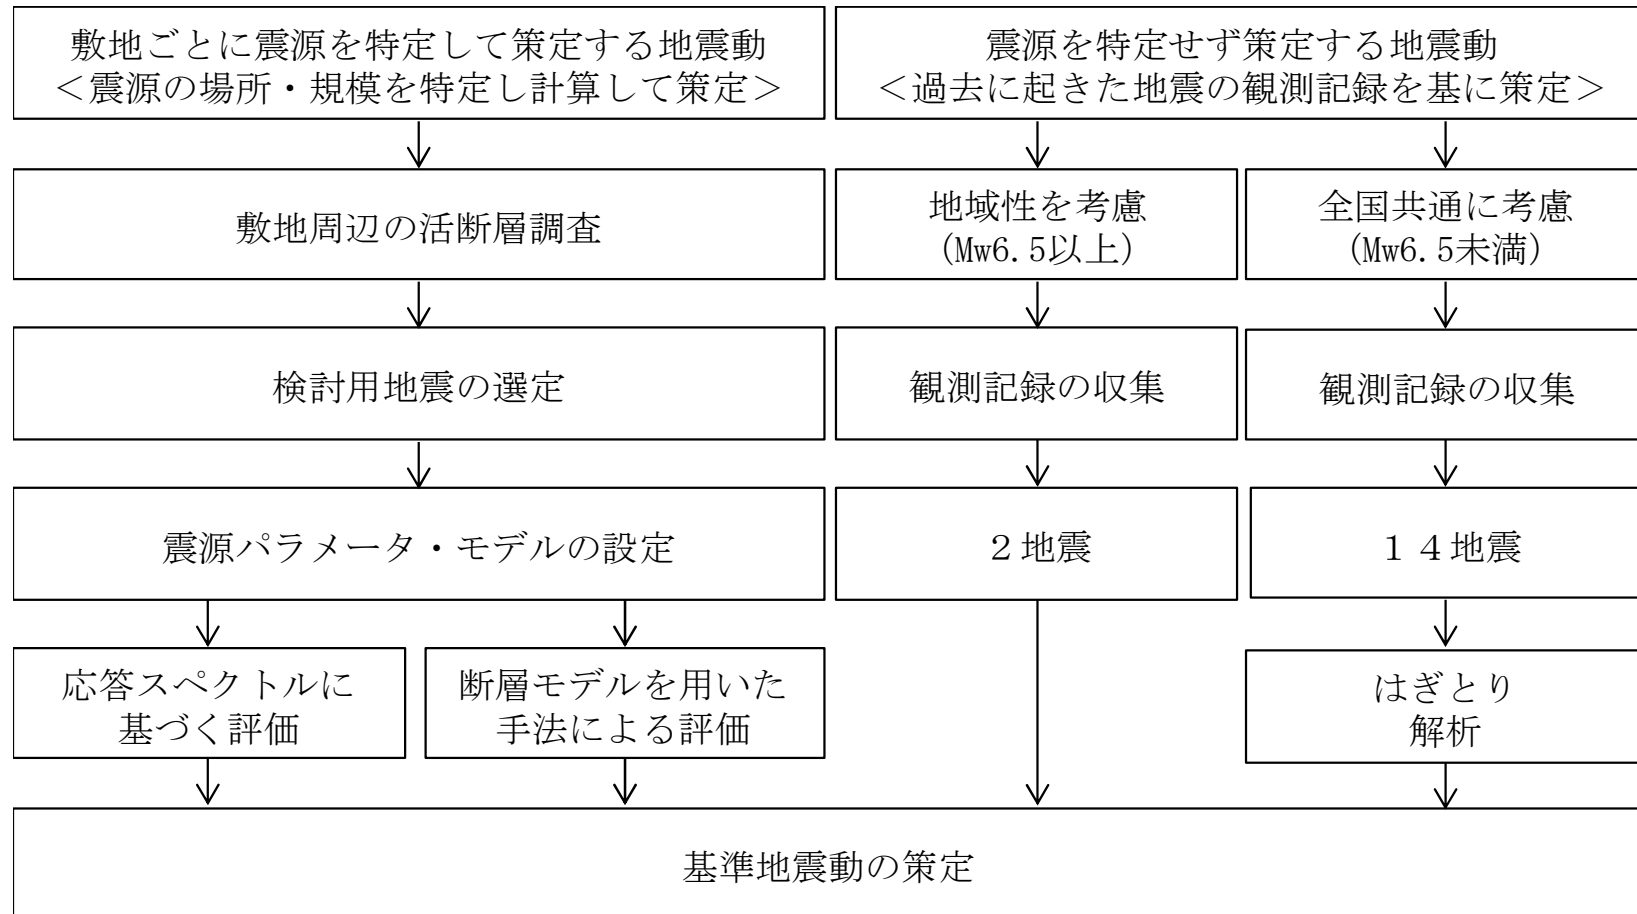 敷地ごとに震源を特定して策定する地震動
＜震源の場所・規模を特定し計算して策定＞
震源を特定せず策定する地震動
＜過去に起きた地震の観測記録を基に策定＞
敷地周辺の活断層調査
地域性を考慮
(Mw6.5以上)
全国共通に考慮
(Mw6.5未満)
検討用地震の選定
観測記録の収集
観測記録の収集
震源パラメータ・モデルの設定
２地震
１４地震
応答スペクトルに
基づく評価
断層モデルを用いた
手法による評価
はぎとり
解析
基準地震動の策定